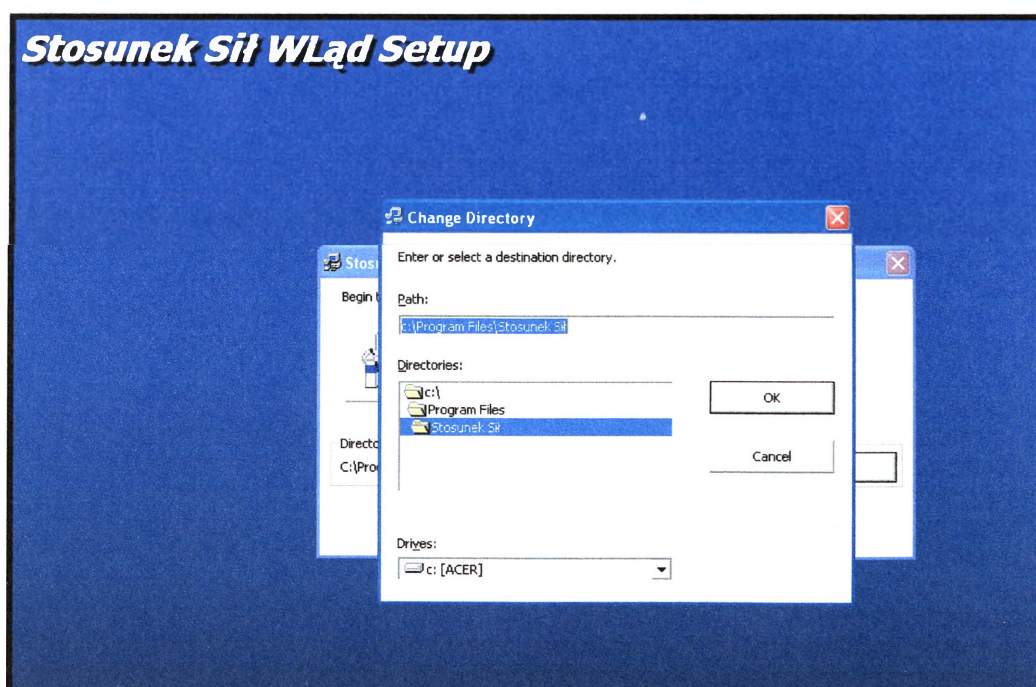 Stosunek Sił WLąd Setup
Change Directory
Enter or select a destination directory.
Path:
c:\Program Files\Stosunek Sił
Directories:
c:\
Program Files
Stosunek Sił
OK
Cancel
Drives:
c: [ACER]
Stos
Begin t
Directo
C:\Pro